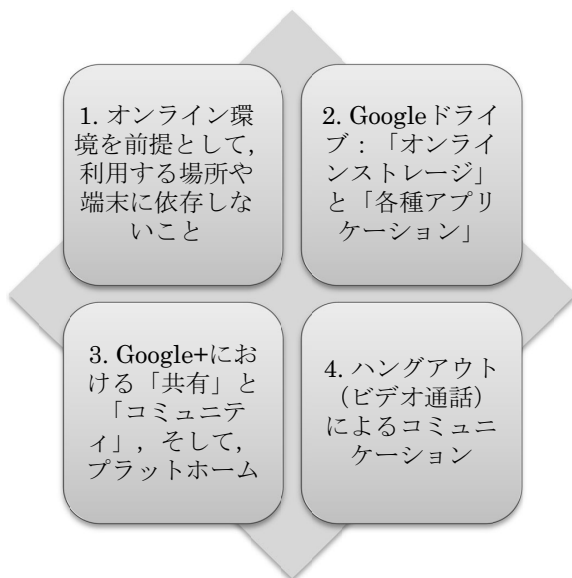 1. オンライン環
境を前提として,
利用する場所や
端末に依存しな
いこと
2. Googleドライ
ブ：「オンライ
ンストレージ」
と「各種アプリ
ケーション」
3. Google+にお
ける「共有」と
「コミュニテ
ィ」, そして,
プラットホーム
4. ハングアウト
（ビデオ通話）
によるコミュニ
ケーション